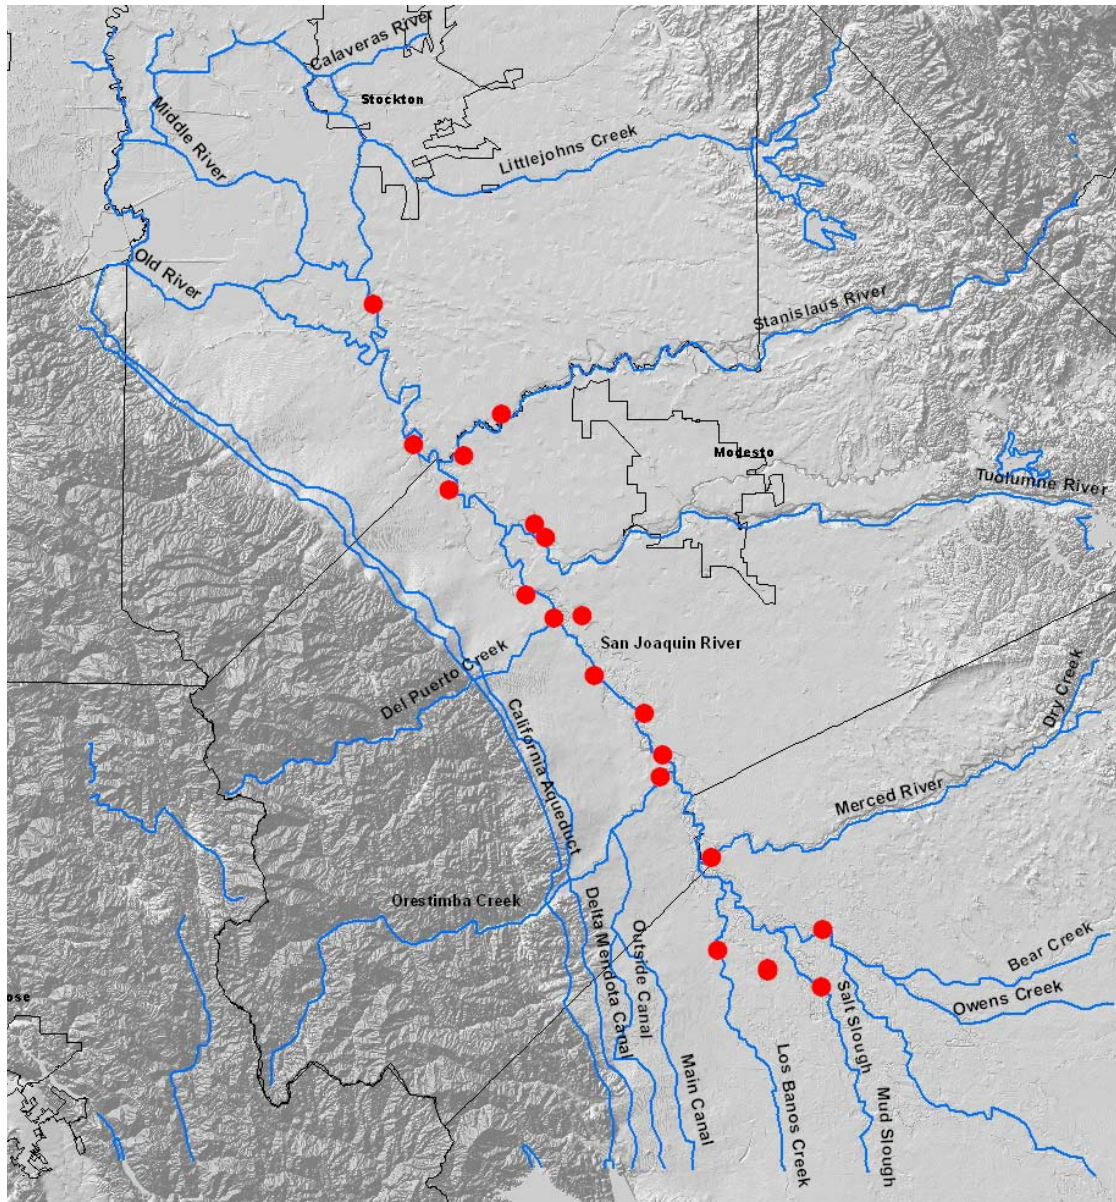 Calaveras River
Stockton
Middle River
Littlejohns Creek
Old River
Stanislaus River
Modesto
Tuolumne River
San Joaquin River
Del Puerto Creek
Dry Creek
California Aqueduct
Merced River
Orestimba Creek
Delta Mendota Canal
Outside Canal
Bear Creek
ose
Salt Slough
Owens Creek
Main Canal
Los Banos Creek
Mud Slough